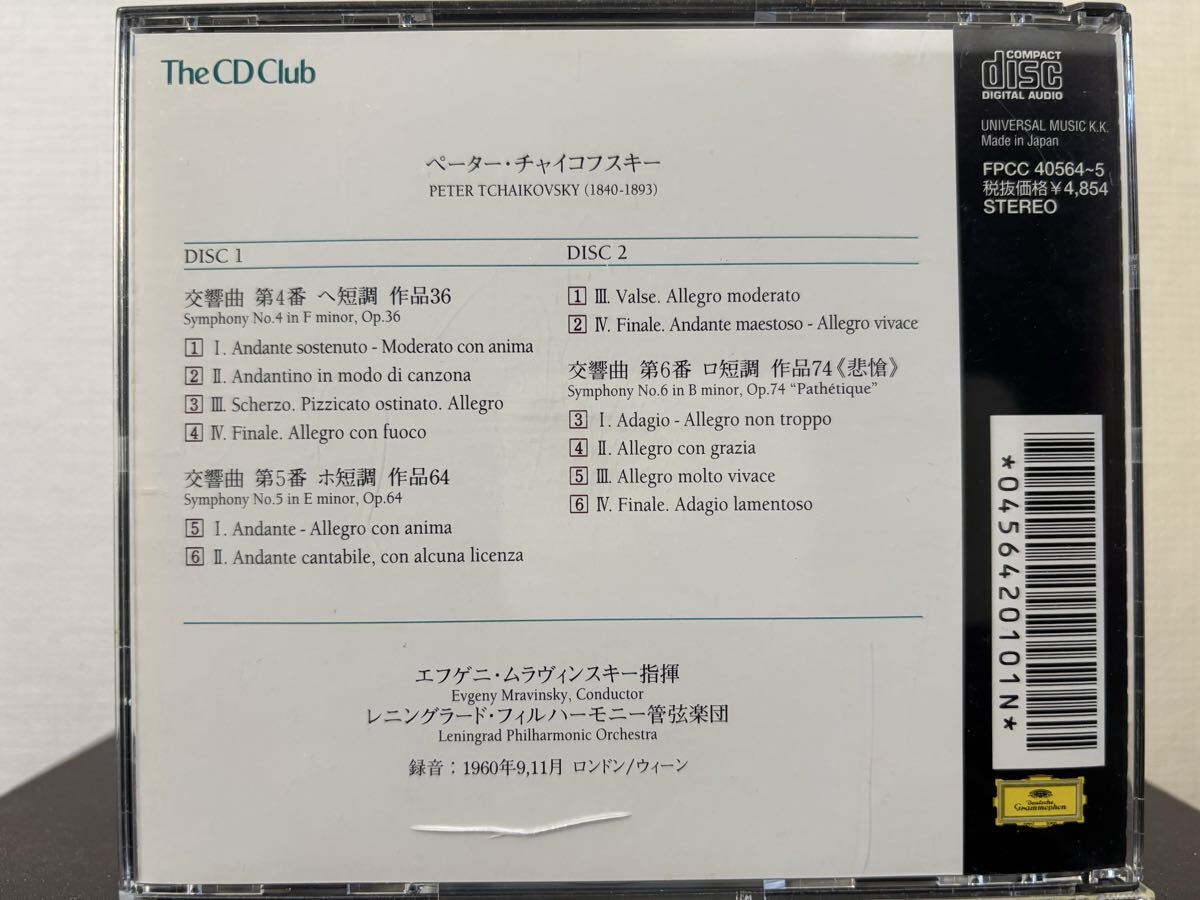 The CD Club
ペーター・チャイコフスキー
PETER TCHAIKOVSKY (1840-1893)
DISC 1
交響曲 第4番 ヘ短調 作品36
Symphony No.4 in F minor, Op.36
1 Ⅰ. Andante sostenuto - Moderato con anima
2 Ⅱ. Andantino in modo di canzona
3 Ⅲ. Scherzo. Pizzicato ostinato. Allegro
4 Ⅳ. Finale. Allegro con fuoco
交響曲 第5番 ホ短調 作品64
Symphony No.5 in E minor, Op.64
5 Ⅰ. Andante - Allegro con anima
6 Ⅱ. Andante cantabile, con alcuna licenza
DISC 2
1 Ⅲ. Valse. Allegro moderato
2 Ⅳ. Finale. Andante maestoso - Allegro vivace
交響曲 第6番 ロ短調 作品74《悲愴》
Symphony No.6 in B minor, Op.74 “Pathétique”
3 Ⅰ. Adagio - Allegro non troppo
4 Ⅱ. Allegro con grazia
5 Ⅲ. Allegro molto vivace
6 Ⅳ. Finale. Adagio lamentoso
エフゲニ・ムラヴィンスキー指揮
Evgeny Mravinsky, Conductor
レニングラード・フィルハーモニー管弦楽団
Leningrad Philharmonic Orchestra
録音：1960年9,11月 ロンドン/ウィーン
COMPACT
disc
DIGITAL AUDIO
UNIVERSAL MUSIC K.K.
Made in Japan
FPCC 40564~5
税抜価格￥4,854
STEREO
*0456420101N*
Deutsche
Grammophon